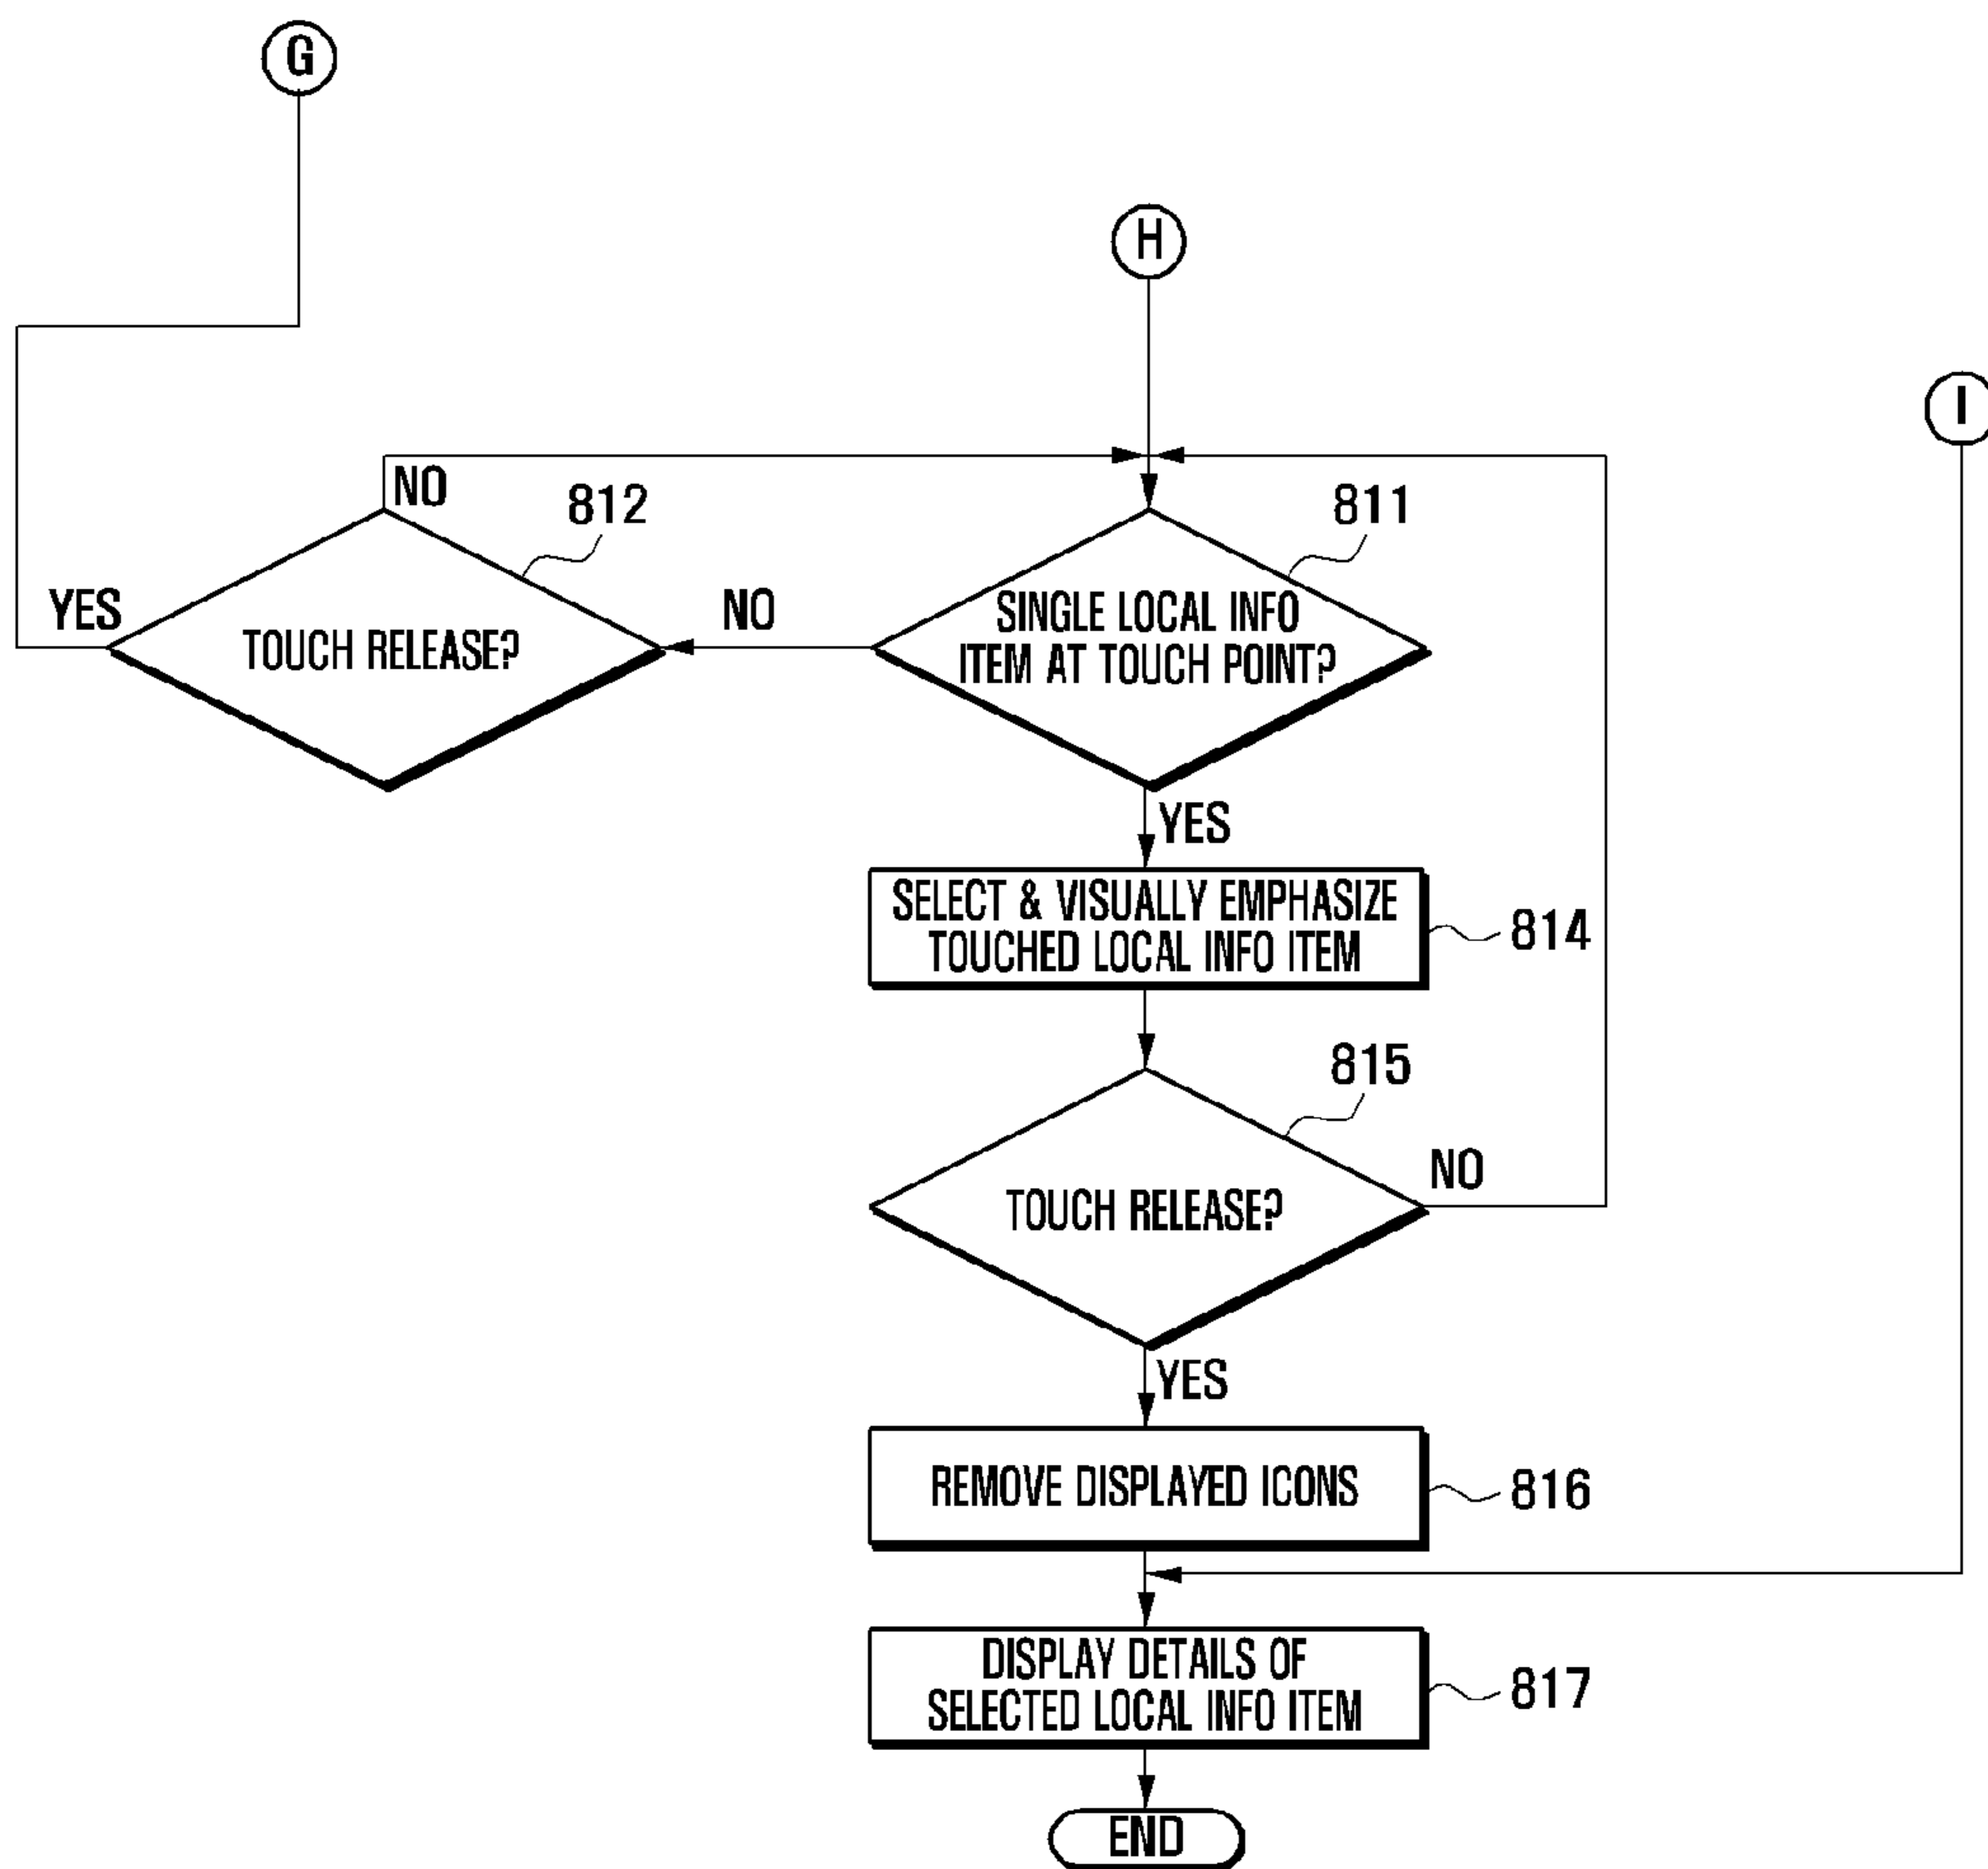 G
H
I
NO
812
811
YES
TOUCH RELEASE?
NO
SINGLE LOCAL INFO
ITEM AT TOUCH POINT?
YES
SELECT & VISUALLY EMPHASIZE
TOUCHED LOCAL INFO ITEM
814
815
TOUCH RELEASE?
NO
YES
REMOVE DISPLAYED ICONS
816
DISPLAY DETAILS OF
SELECTED LOCAL INFO ITEM
817
END